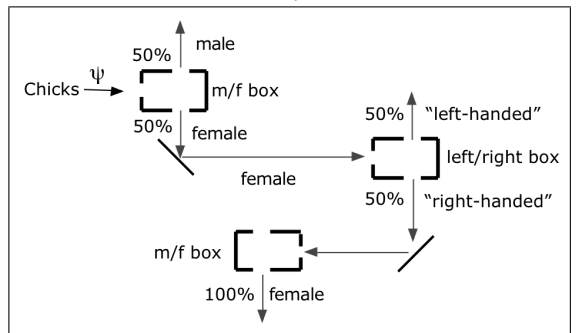 50%
male
Chicks
ψ
m/f box
50%
female
50%
“left-handed”
female
left/right box
50%
“right-handed”
m/f box
100%
female